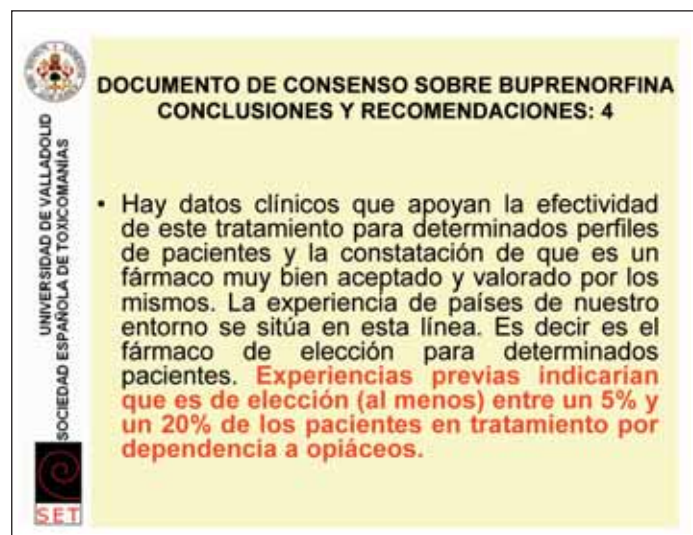 DOCUMENTO DE CONSENSO SOBRE BUPRENORFINA
CONCLUSIONES Y RECOMENDACIONES: 4
UNIVERSIDAD DE VALLADOLID
SOCIEDAD ESPAÑOLA DE TOXICOMANÍAS
• Hay datos clínicos que apoyan la efectividad
de este tratamiento para determinados perfiles
de pacientes y la constatación de que es un
fármaco muy bien aceptado y valorado por los
mismos. La experiencia de países de nuestro
entorno se sitúa en esta línea. Es decir es el
fármaco de elección para determinados
pacientes. Experiencias previas indicarían
que es de elección (al menos) entre un 5% y
un 20% de los pacientes en tratamiento por
dependencia a opiáceos.
SET